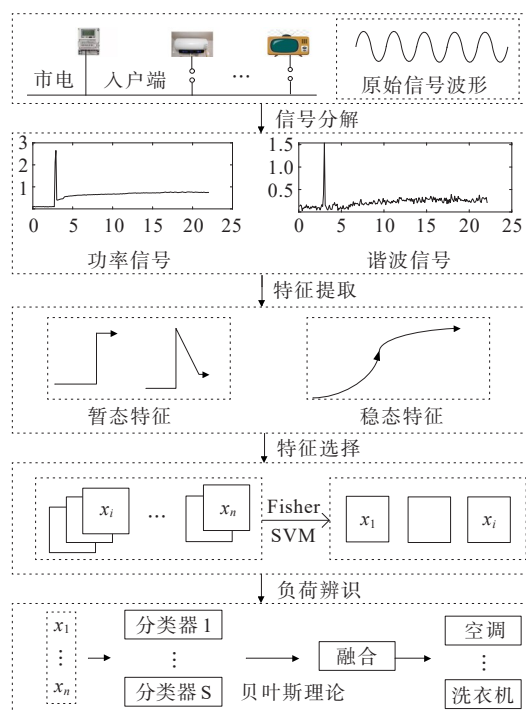 市电 入户端 …
原始信号波形
信号分解
3
2
1
0 5 10 15 20 25
功率信号
1.5
1.0
0.5
0 5 10 15 20 25
谐波信号
特征提取
暂态特征
稳态特征
特征选择
xi … xn
Fisher
SVM
x1 xi
负荷辨识
x1
⋮
xn
分类器 1
⋮
分类器 S
贝叶斯理论
融合
空调
⋮
洗衣机